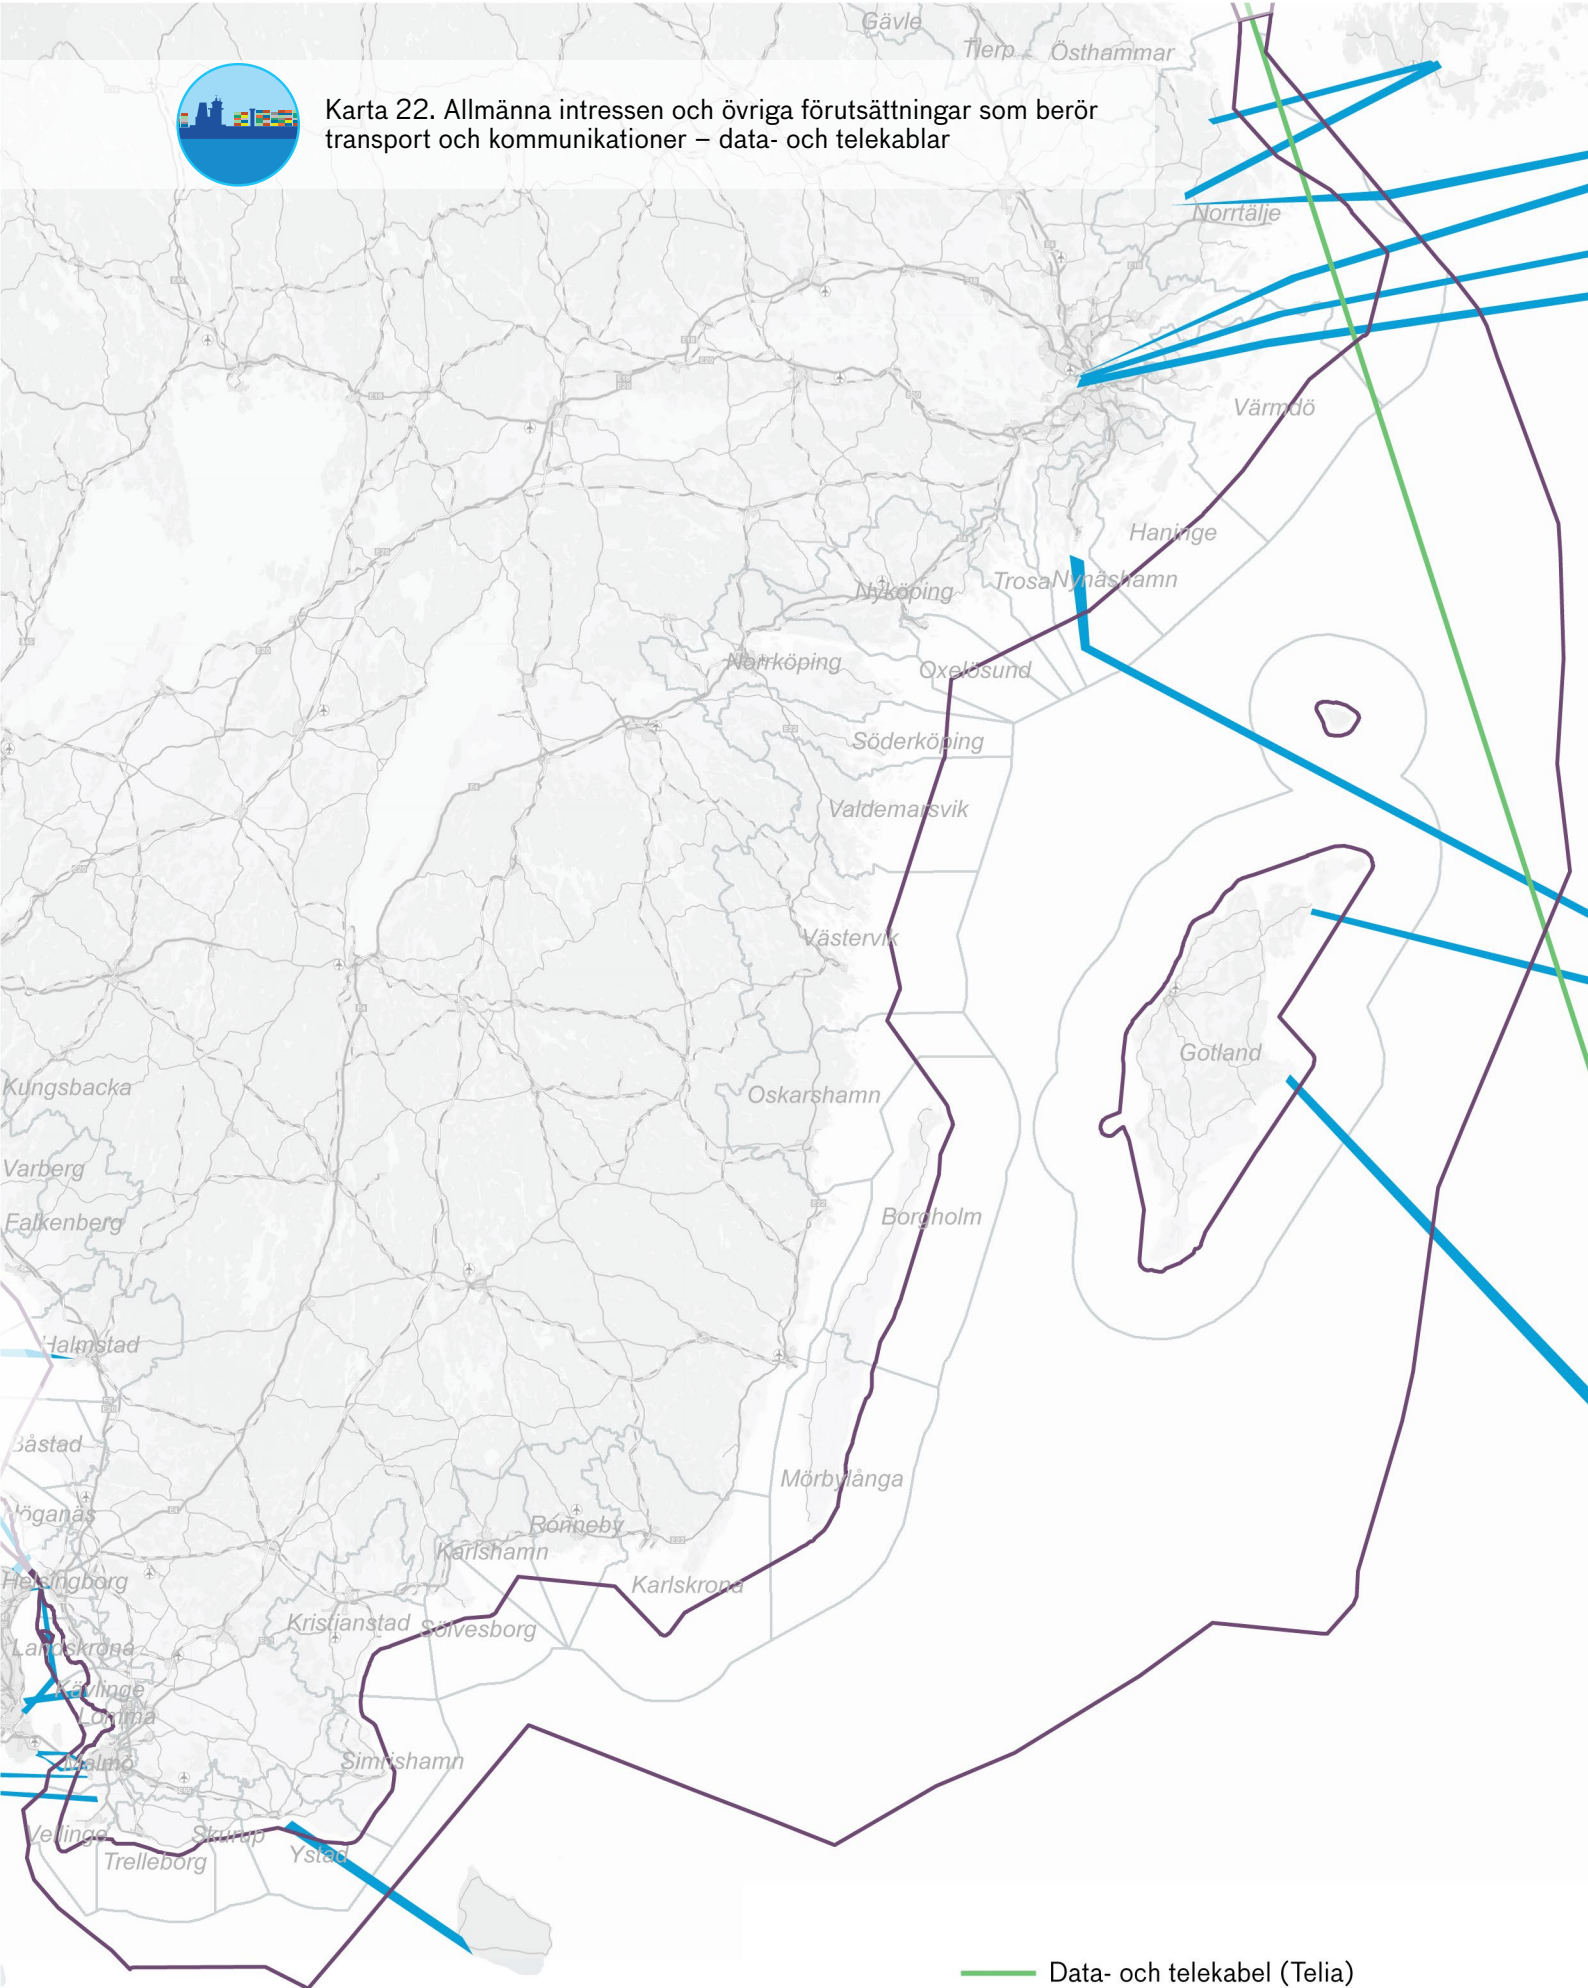 Gävle
Tierp
Östhammar
Karta 22. Allmänna intressen och övriga förutsättningar som berör
transport och kommunikationer – data- och telekablar
Norrtälje
Värmdö
Haninge
Trosa
Nynäshamn
Nyköping
Norrköping
Oxelösund
Söderköping
Valdemarsvik
Västervik
Gotland
Kungsbacka
Oskarshamn
Varberg
Falkenberg
Borgholm
Halmstad
Båstad
Mörbylånga
Höganäs
Ronneby
Karlshamn
Helsingborg
Karlskrona
Kristianstad
Sölvesborg
Landskrona
Kävlinge
Lomma
Malmö
Simrishamn
Vellinge
Skurup
Ystad
Trelleborg
Data- och telekabel (Telia)